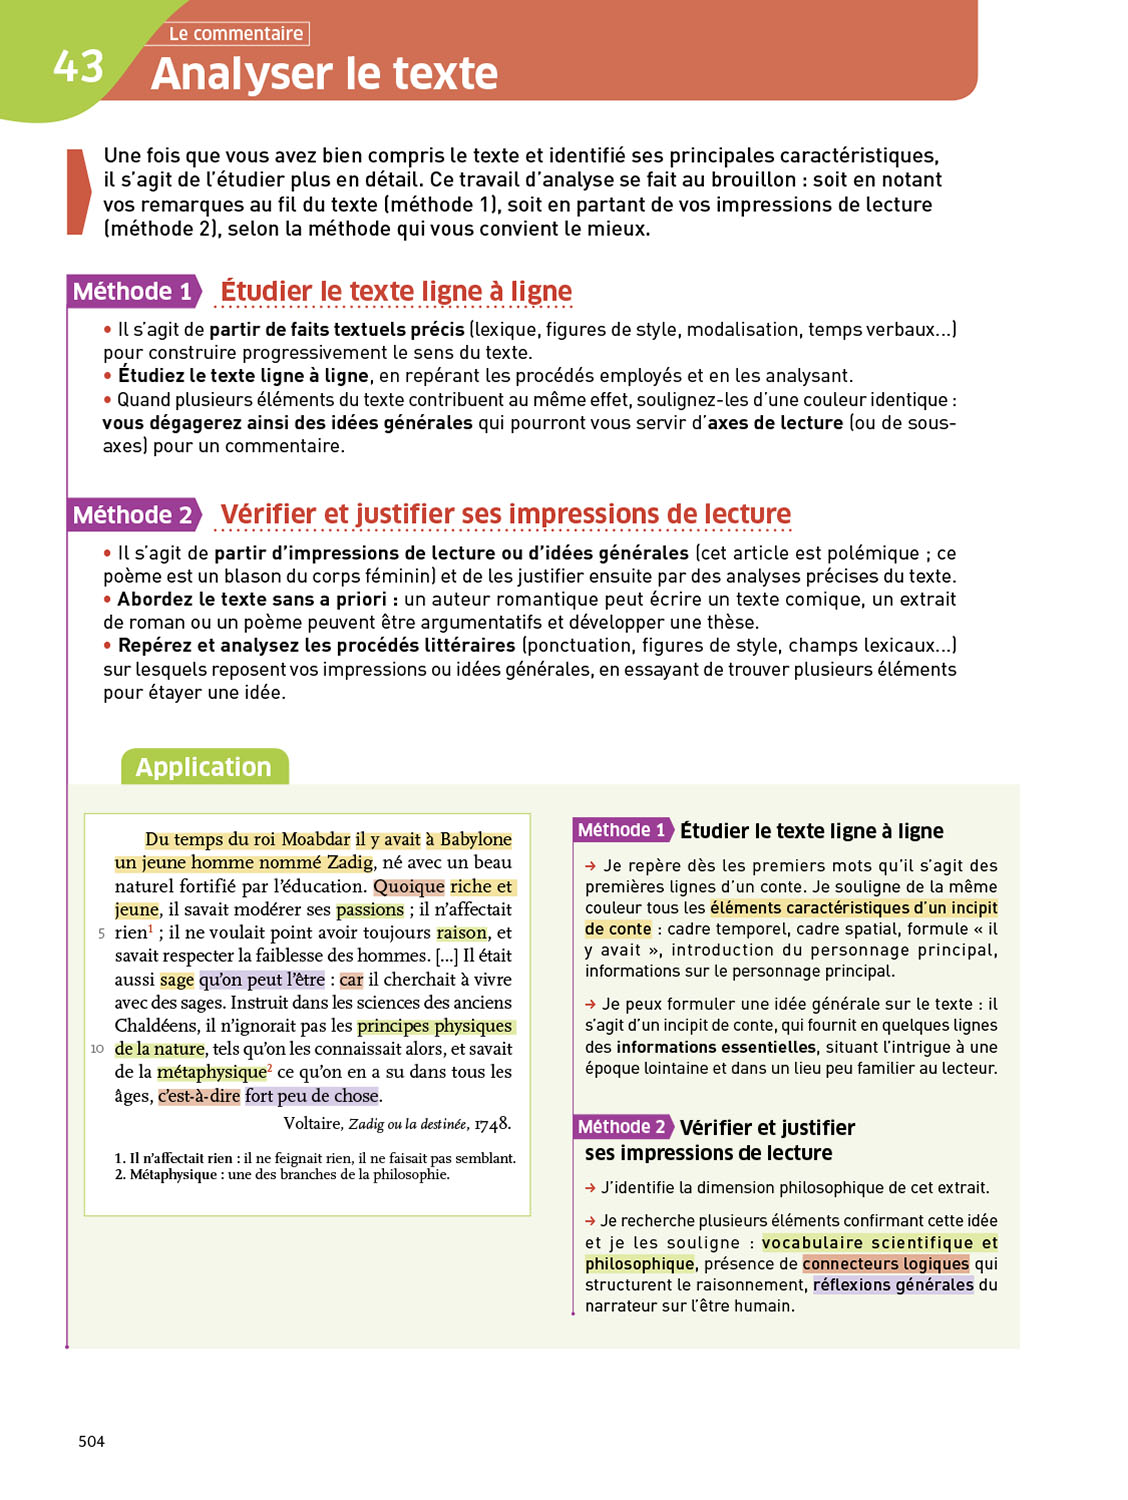 Le commentaire
43
Analyser le texte
Une fois que vous avez bien compris le texte et identifié ses principales caractéristiques,
il s'agit de l'étudier plus en détail. Ce travail d'analyse se fait au brouillon : soit en notant
vos remarques au fil du texte (méthode 1), soit en partant de vos impressions de lecture
(méthode 2), selon la méthode qui vous convient le mieux.
Méthode 1 Étudier le texte ligne à ligne
• Il s'agit de partir de faits textuels précis (lexique, figures de style, modalisation, temps verbaux...)
pour construire progressivement le sens du texte.
• Étudiez le texte ligne à ligne, en repérant les procédés employés et en les analysant.
• Quand plusieurs éléments du texte contribuent au même effet, soulignez-les d'une couleur identique :
vous dégagerez ainsi des idées générales qui pourront vous servir d'axes de lecture (ou de sous-
axes) pour un commentaire.
Méthode 2 Vérifier et justifier ses impressions de lecture
• Il s'agit de partir d'impressions de lecture ou d'idées générales (cet article est polémique ; ce
poème est un blason du corps féminin) et de les justifier ensuite par des analyses précises du texte.
• Abordez le texte sans a priori : un auteur romantique peut écrire un texte comique, un extrait
de roman ou un poème peuvent être argumentatifs et développer une thèse.
• Repérez et analysez les procédés littéraires (ponctuation, figures de style, champs lexicaux...)
sur lesquels reposent vos impressions ou idées générales, en essayant de trouver plusieurs éléments
pour étayer une idée.
Application
Du temps du roi Moabdar il y avait à Babylone
un jeune homme nommé Zadig, né avec un beau
naturel fortifié par l'éducation. Quoique riche et
jeune, il savait modérer ses passions ; il n'affectait
5 rien1 ; il ne voulait point avoir toujours raison, et
savait respecter la faiblesse des hommes. [...] Il était
aussi sage qu'on peut l'être : car il cherchait à vivre
avec des sages. Instruit dans les sciences des anciens
Chaldéens, il n'ignorait pas les principes physiques
10 de la nature, tels qu'on les connaissait alors, et savait
de la métaphysique2 ce qu'on en a su dans tous les
âges, c'est-à-dire fort peu de chose.
Voltaire, Zadig ou la destinée, 1748.
1. Il n'affectait rien : il ne feignait rien, il ne faisait pas semblant.
2. Métaphysique : une des branches de la philosophie.
Méthode 1 Étudier le texte ligne à ligne
→ Je repère dès les premiers mots qu'il s'agit des
premières lignes d'un conte. Je souligne de la même
couleur tous les éléments caractéristiques d'un incipit
de conte : cadre temporel, cadre spatial, formule « il
y avait », introduction du personnage principal,
informations sur le personnage principal.
→ Je peux formuler une idée générale sur le texte : il
s'agit d'un incipit de conte, qui fournit en quelques lignes
des informations essentielles, situant l'intrigue à une
époque lointaine et dans un lieu peu familier au lecteur.
Méthode 2 Vérifier et justifier
ses impressions de lecture
→ J'identifie la dimension philosophique de cet extrait.
→ Je recherche plusieurs éléments confirmant cette idée
et je les souligne : vocabulaire scientifique et
philosophique, présence de connecteurs logiques qui
structurent le raisonnement, réflexions générales du
narrateur sur l'être humain.
504